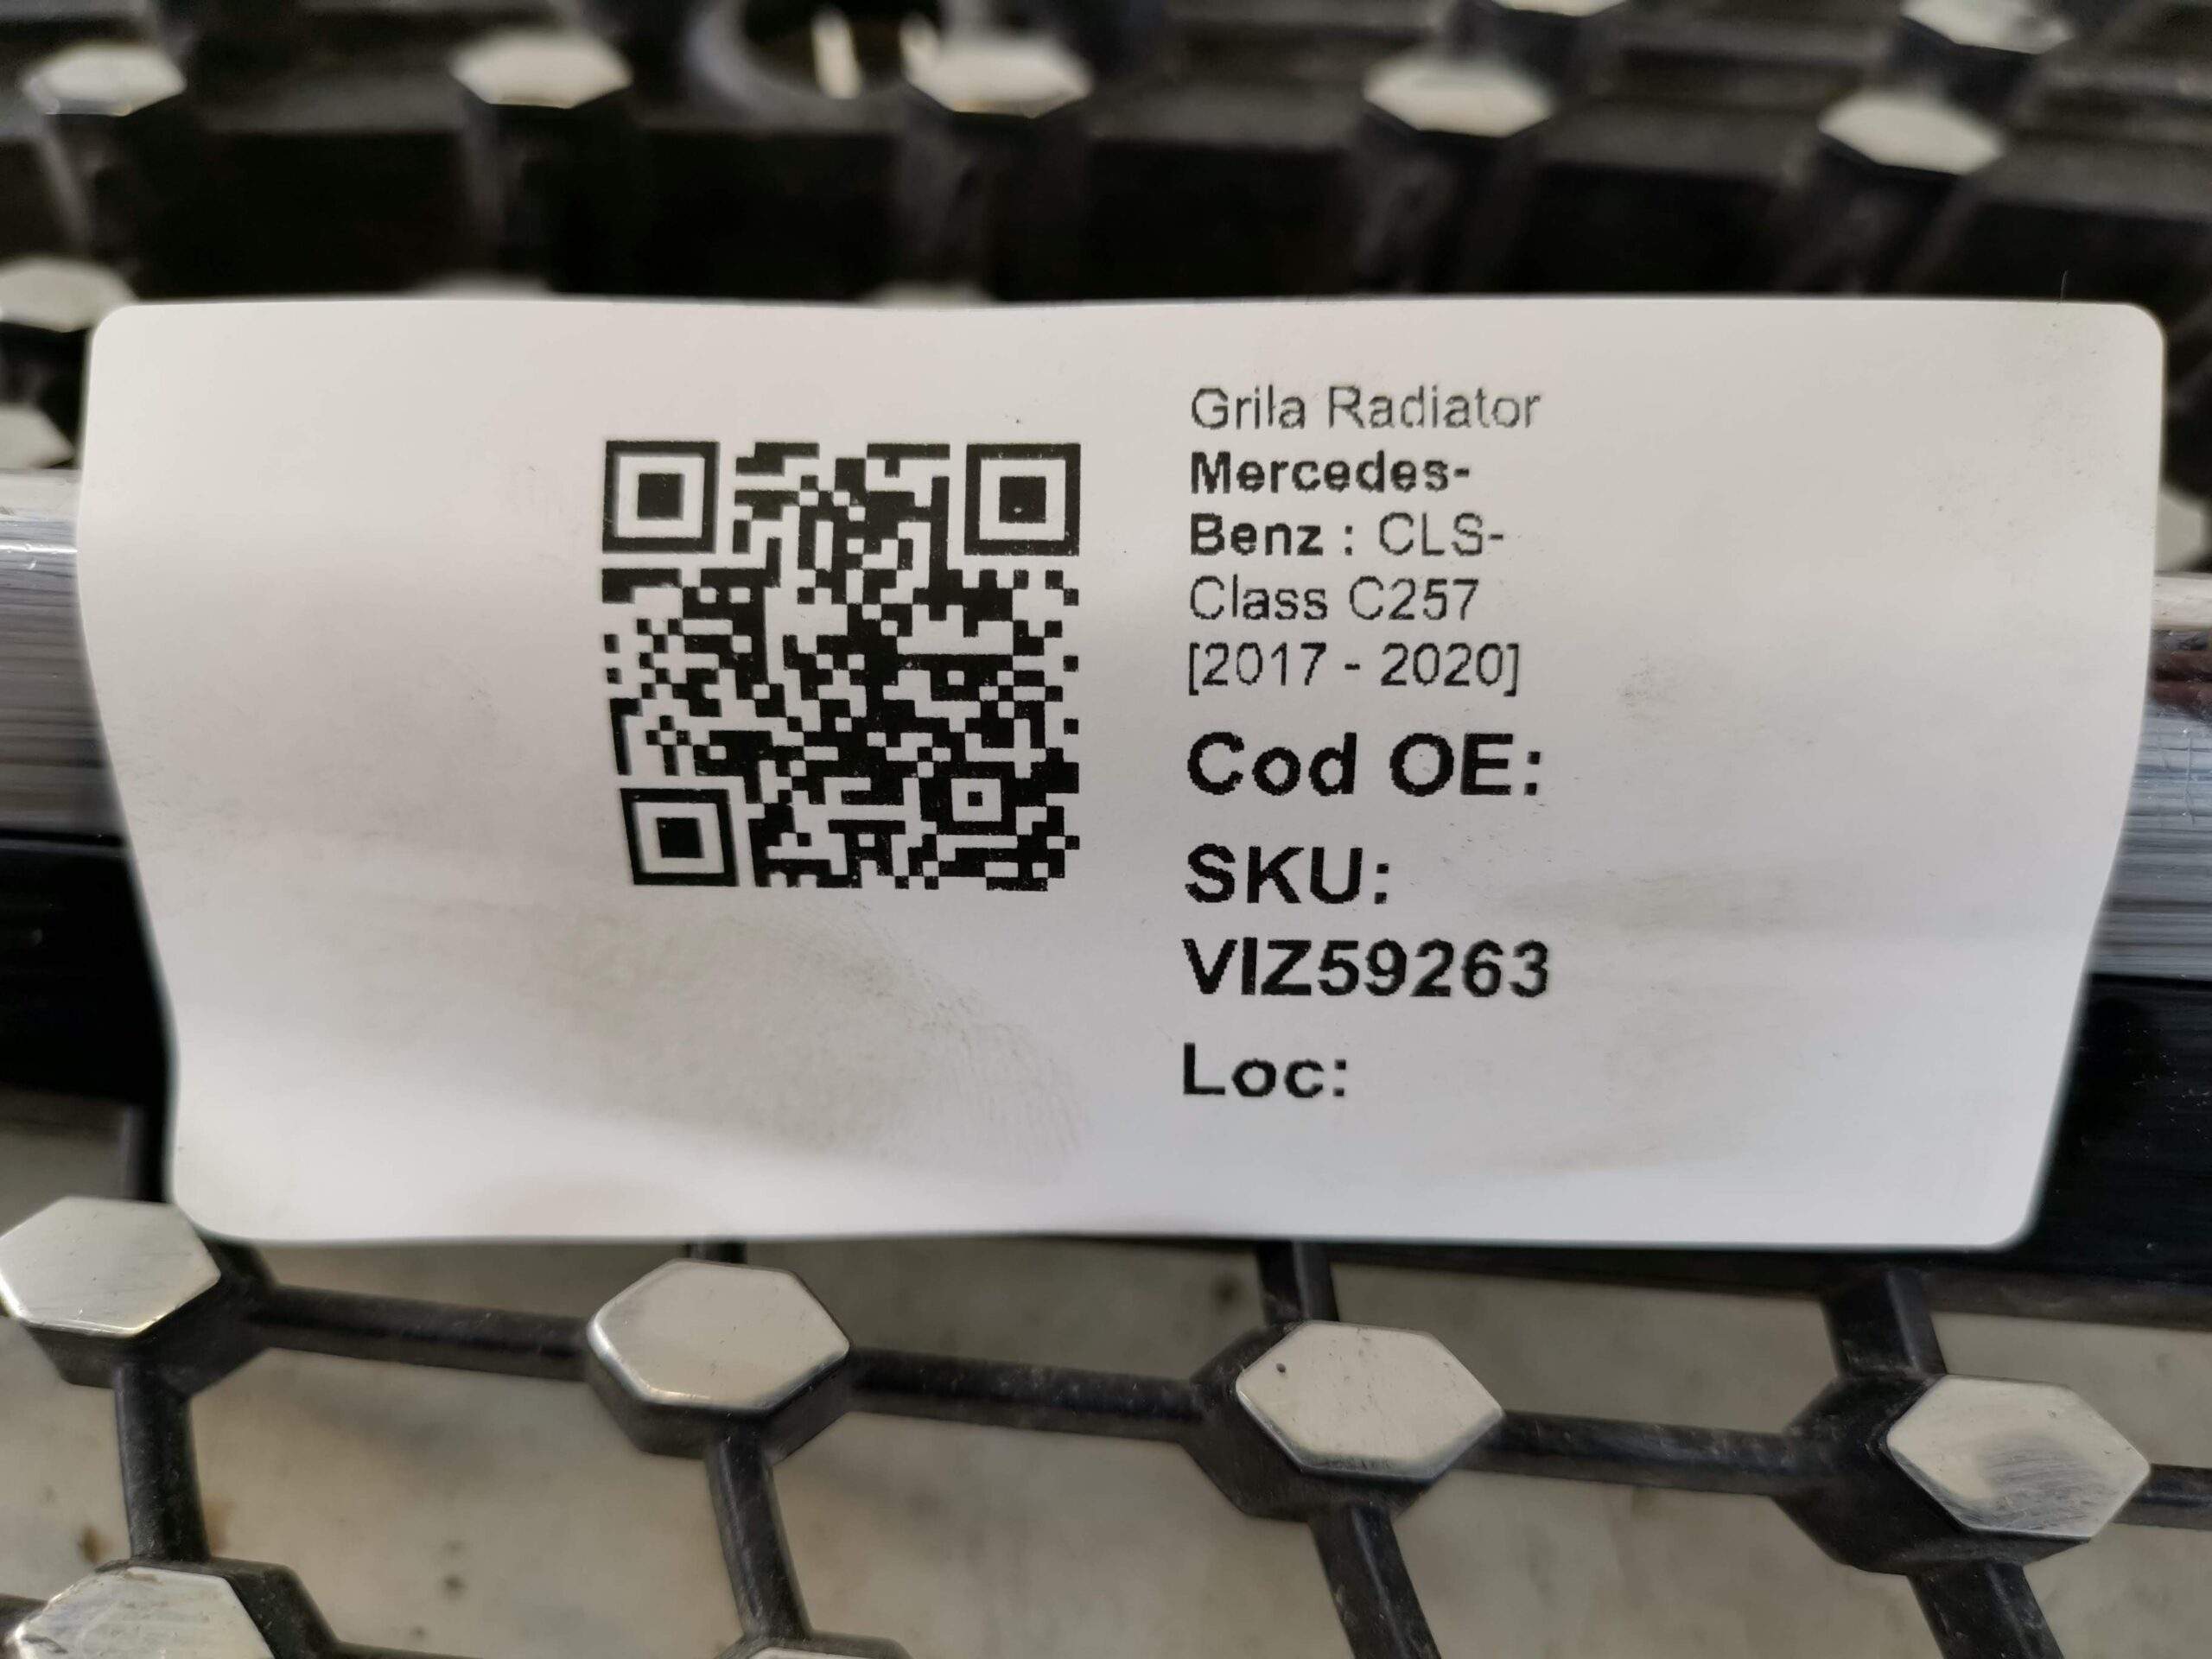 Grila Radiator
Mercedes-
Benz : CLS-
Class C257
[2017 - 2020]
Cod OE:
SKU:
VIZ59263
Loc: